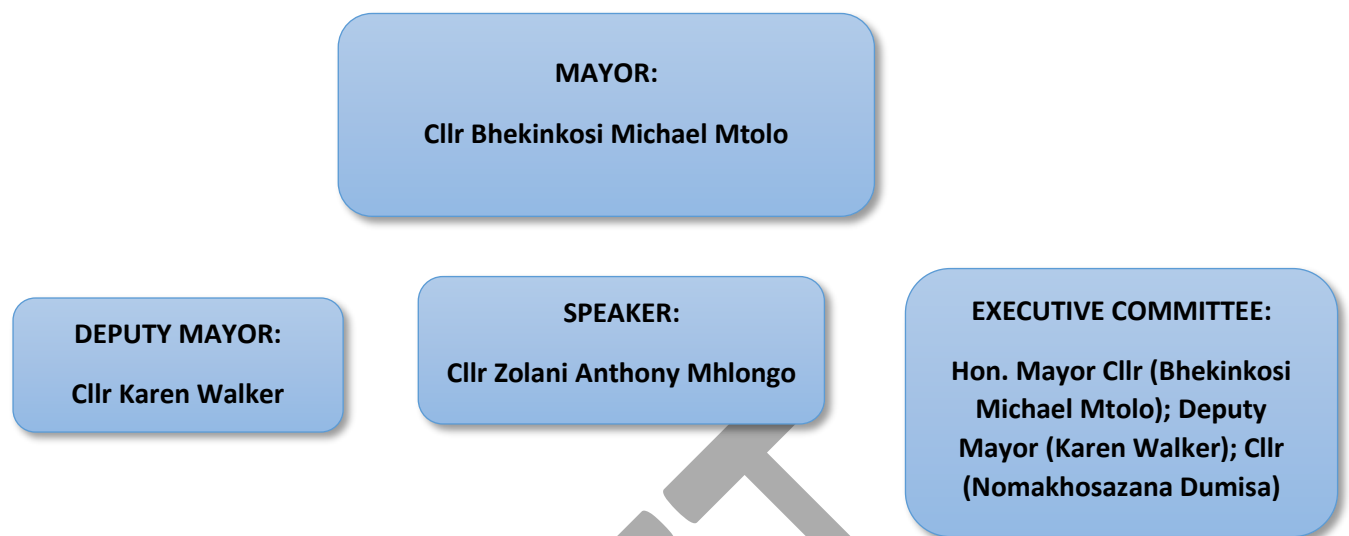 MAYOR:
Cllr Bhekinkosi Michael Mtolo
DEPUTY MAYOR:
Cllr Karen Walker
SPEAKER:
Cllr Zolani Anthony Mhlongo
EXECUTIVE COMMITTEE:
Hon. Mayor Cllr (Bhekinkosi
Michael Mtolo); Deputy
Mayor (Karen Walker); Cllr
(Nomakhosazana Dumisa)